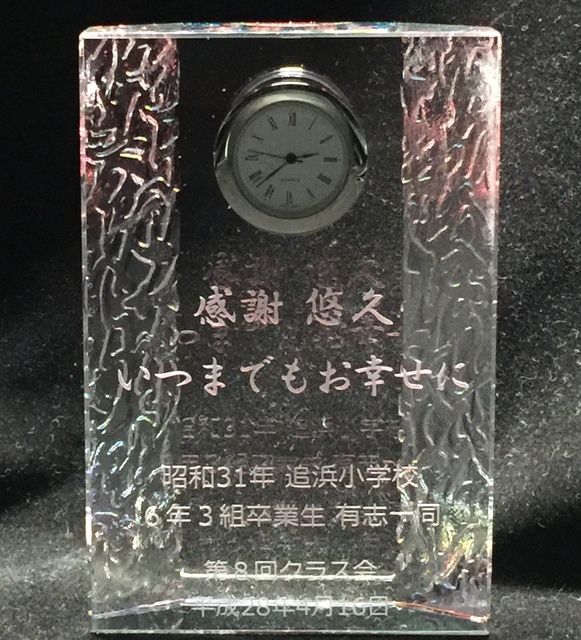 感謝 悠久
いつまでもお幸せに
昭和31年 追浜小学校
6年3組卒業生 有志一同
第8回クラス会
平成28年4月16日